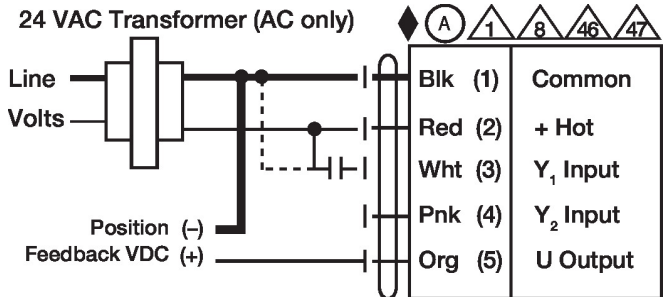 24 VAC Transformer (AC only)
A 1 8 46 47
Line
Volts
Blk (1) Common
Red (2) + Hot
Wht (3) Y₁ Input
Pnk (4) Y₂ Input
Org (5) U Output
Position (–)
Feedback VDC (+)